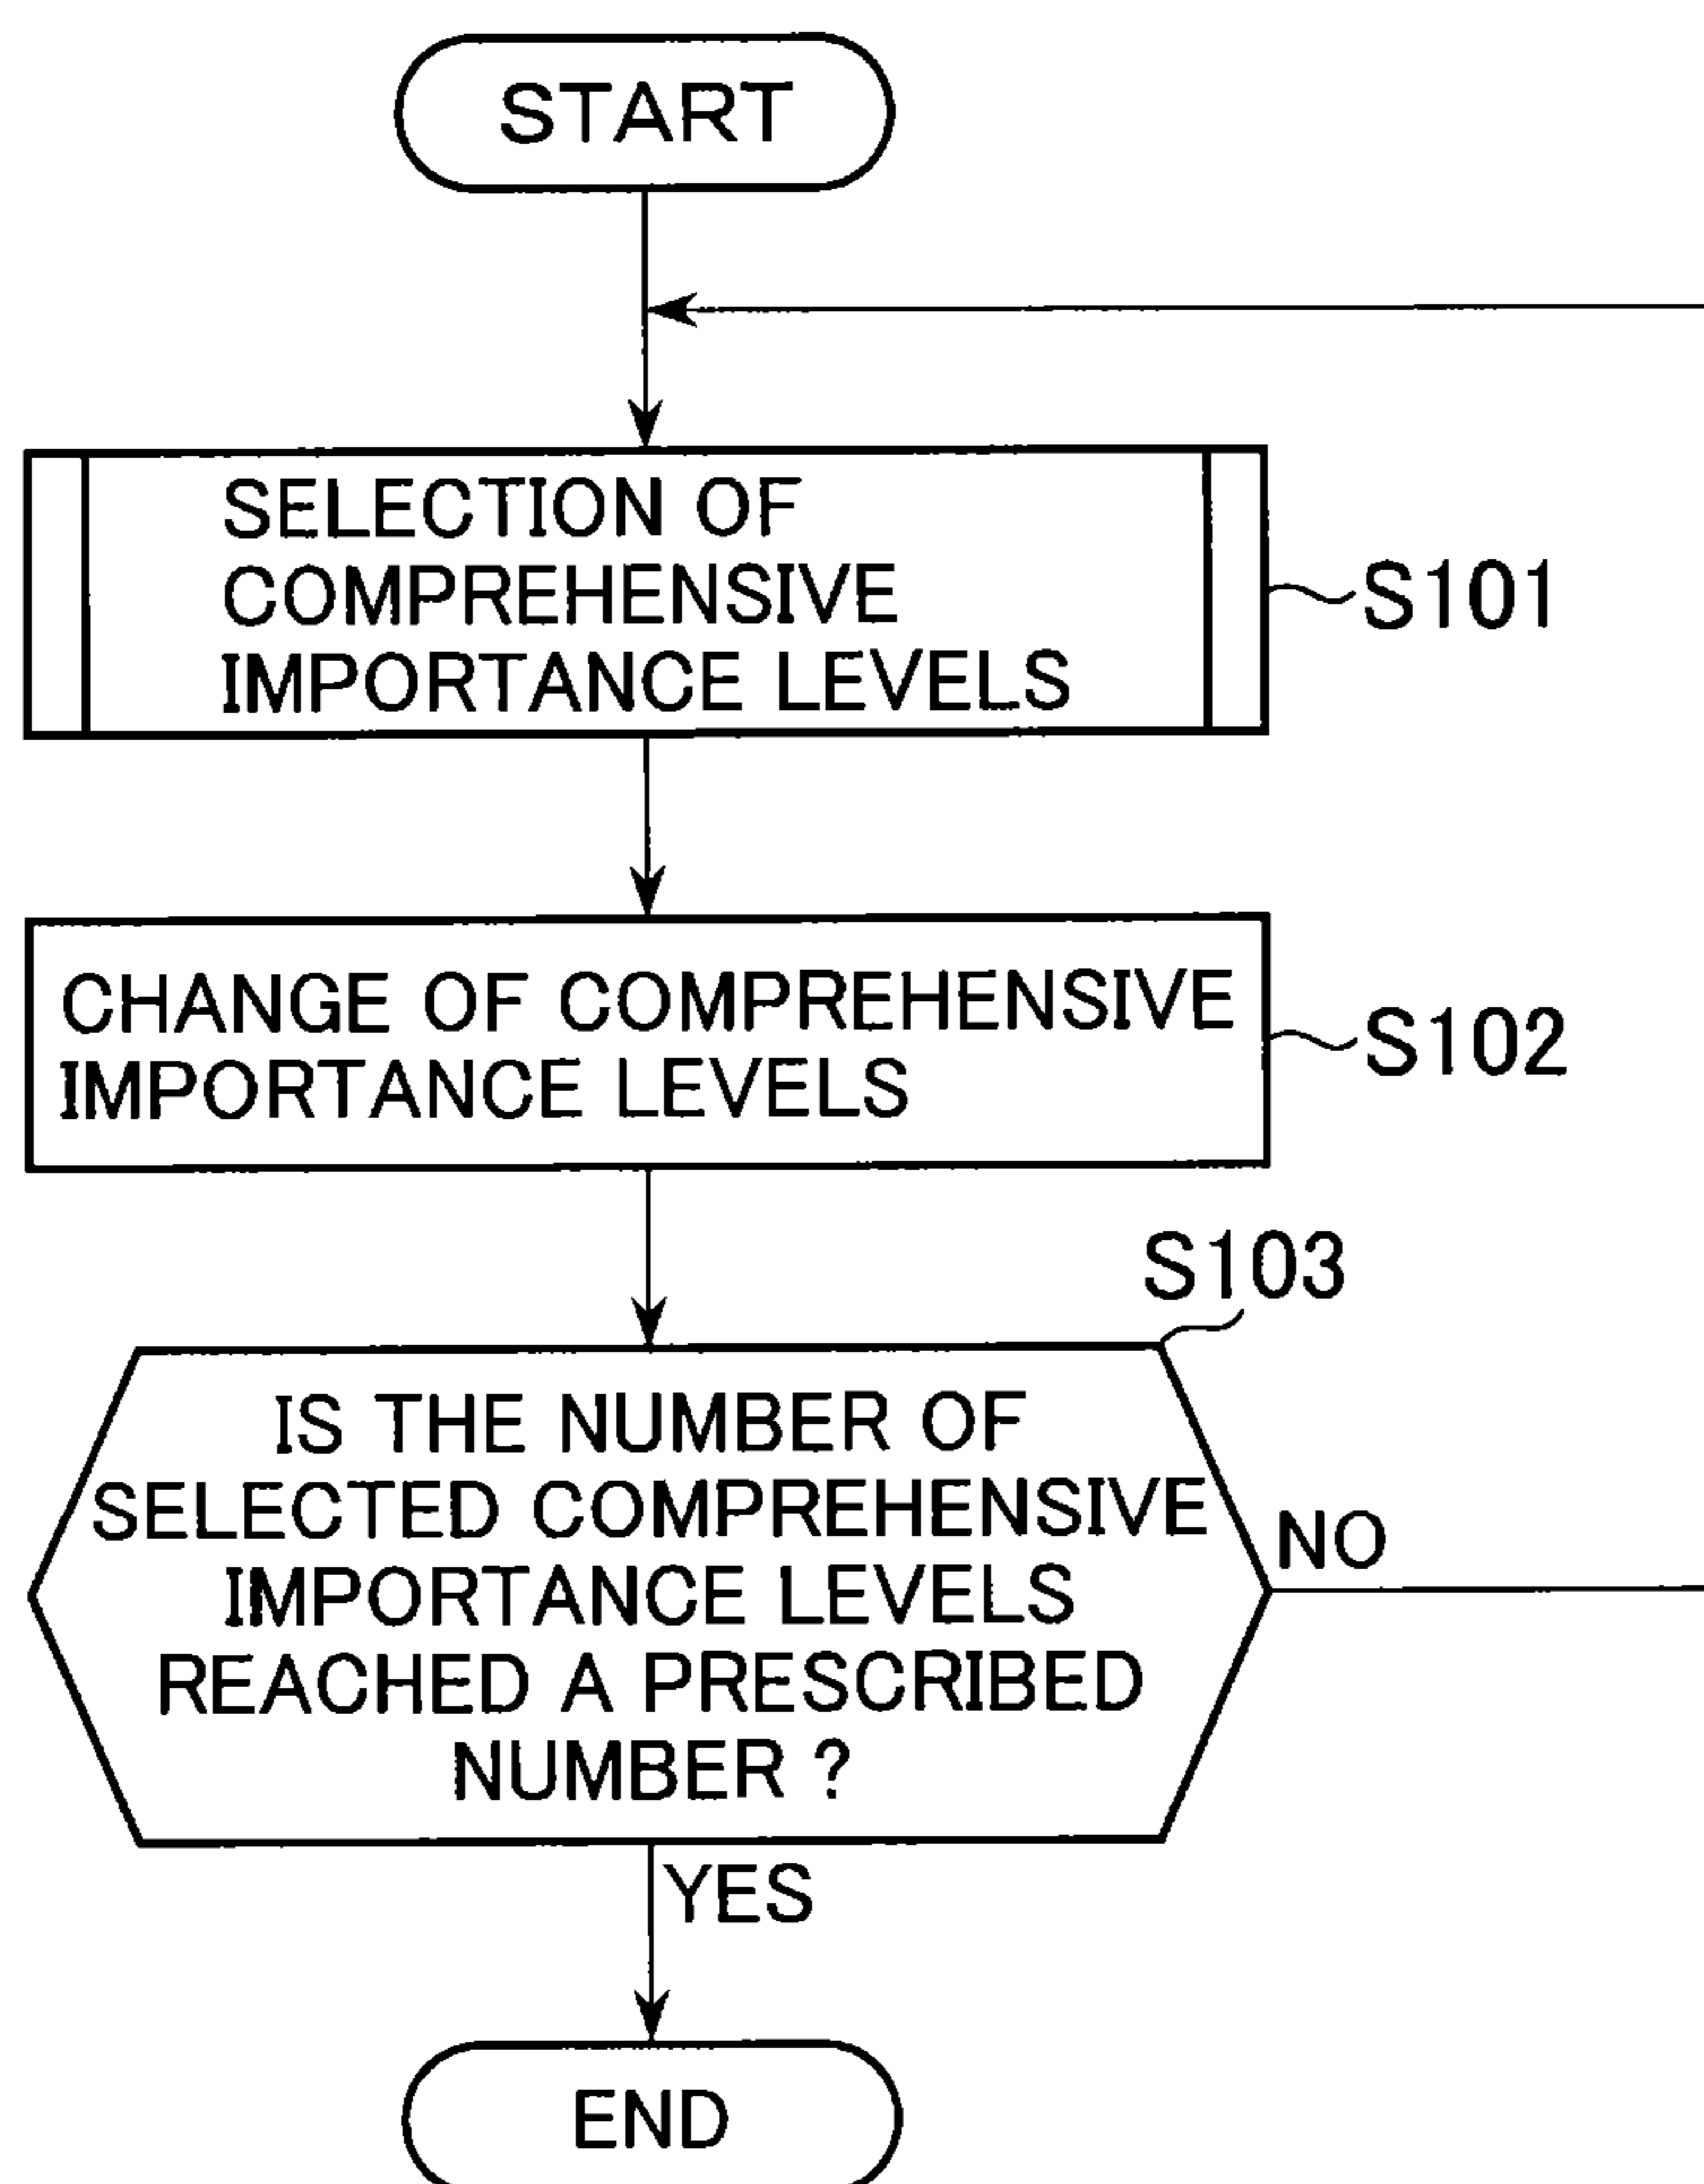 START
SELECTION OF
COMPREHENSIVE
IMPORTANCE LEVELS
S101
CHANGE OF COMPREHENSIVE
IMPORTANCE LEVELS
S102
S103
IS THE NUMBER OF
SELECTED COMPREHENSIVE
IMPORTANCE LEVELS
REACHED A PRESCRIBED
NUMBER ?
NO
YES
END